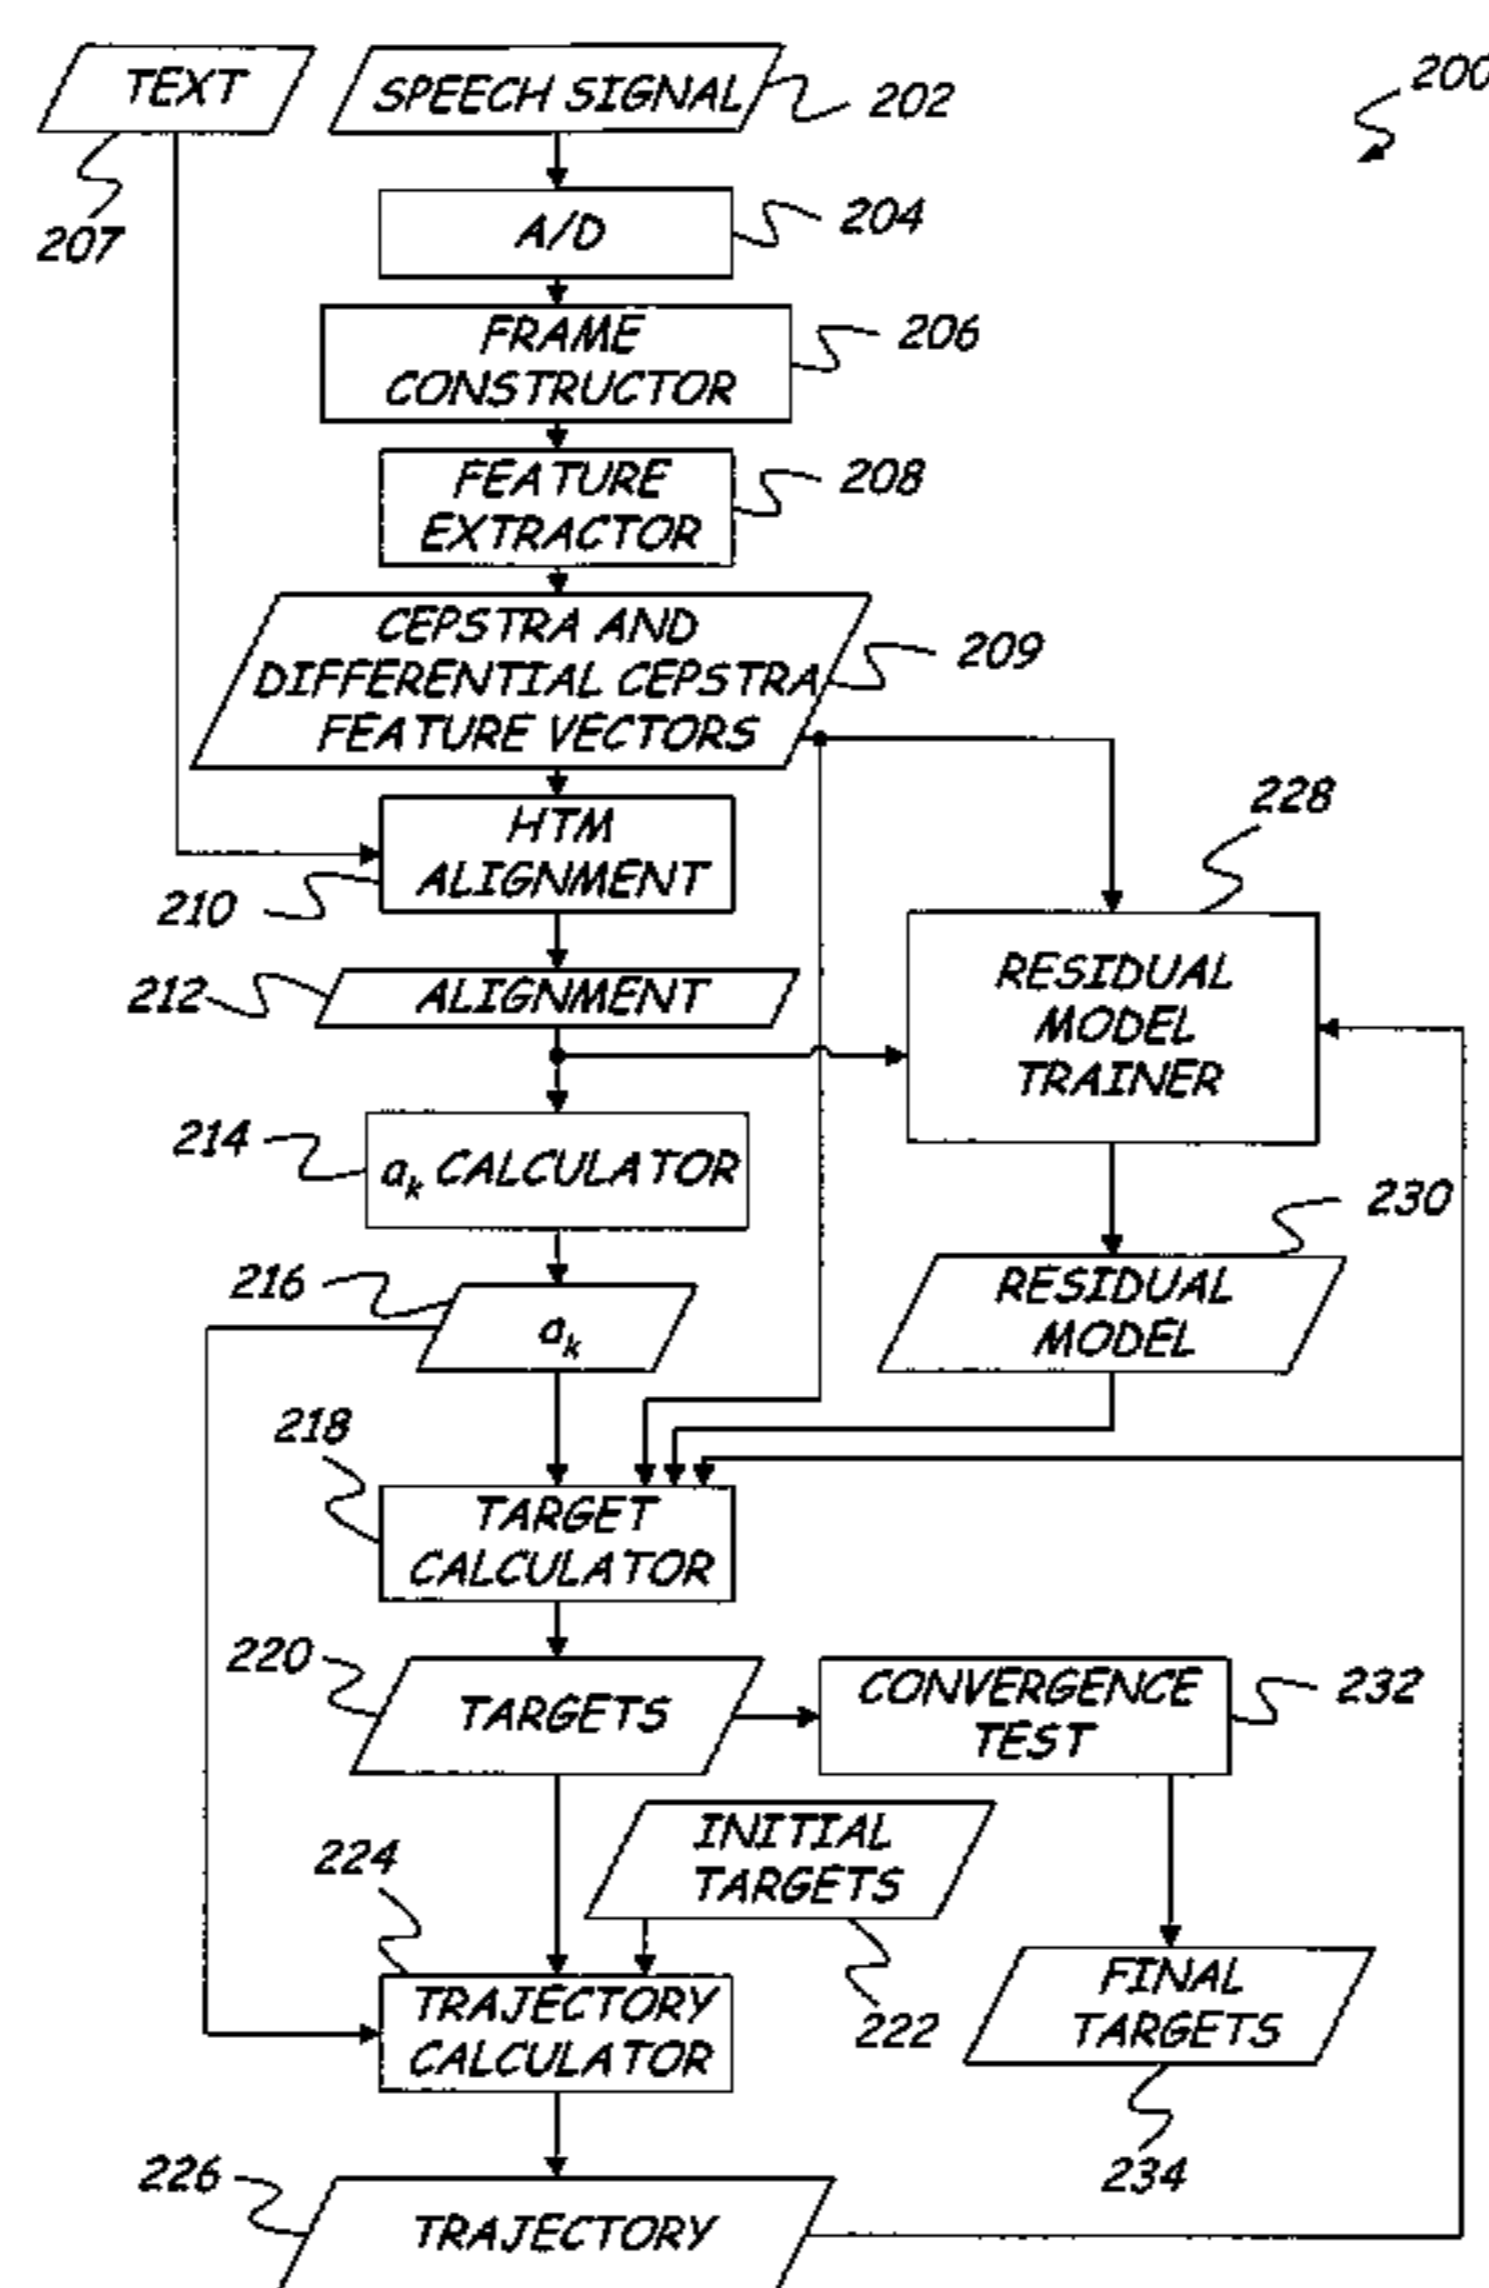 TEXT
SPEECH SIGNAL
202
200
207
A/D
204
FRAME
CONSTRUCTOR
206
FEATURE
EXTRACTOR
208
CEPSTRA AND
DIFFERENTIAL CEPSTRA
FEATURE VECTORS
209
HTM
ALIGNMENT
210
228
212
ALIGNMENT
RESIDUAL
MODEL
TRAINER
214
ak CALCULATOR
230
216
ak
RESIDUAL
MODEL
218
TARGET
CALCULATOR
220
TARGETS
CONVERGENCE
TEST
232
INITIAL
TARGETS
224
222
TRAJECTORY
CALCULATOR
FINAL
TARGETS
234
226
TRAJECTORY